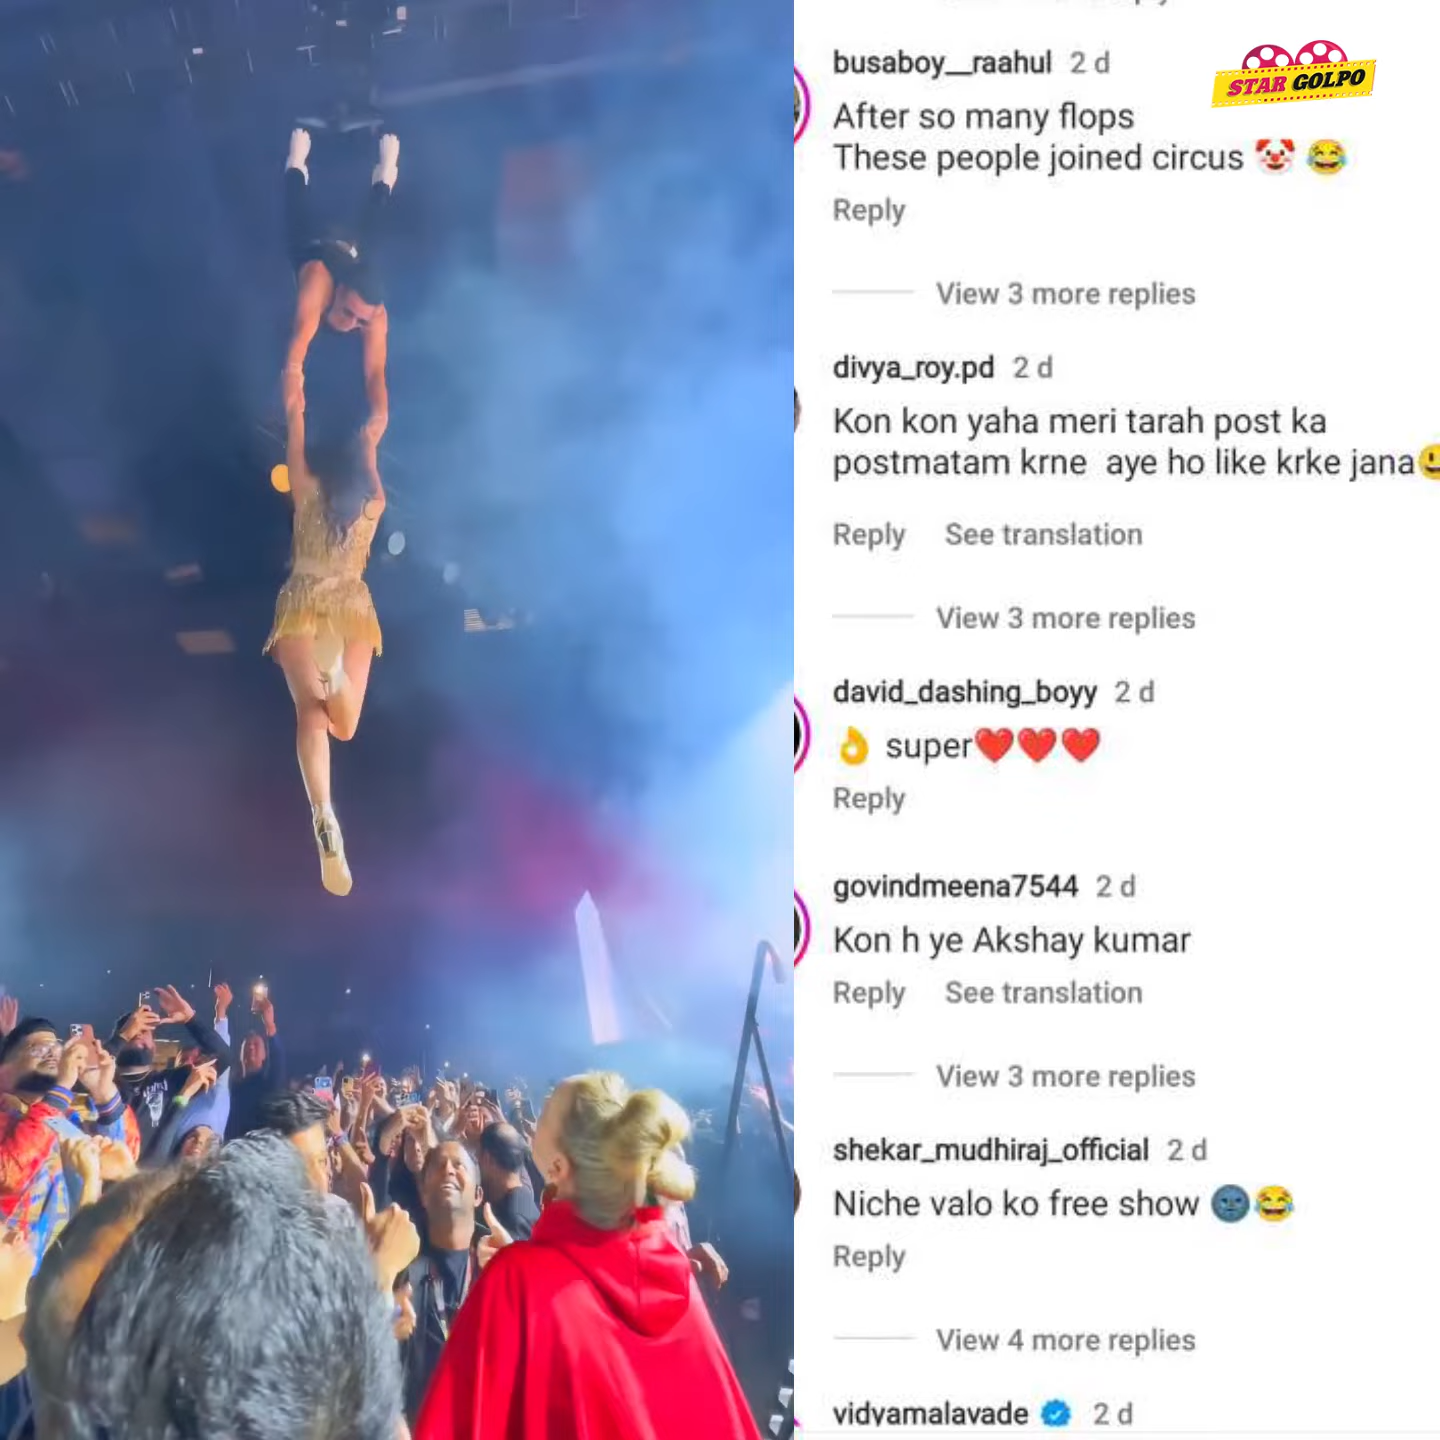 STAR GOLPO
busaboy__raahul 2 d
After so many flops
These people joined circus 🤡 😂
Reply
View 3 more replies
divya_roy.pd 2 d
Kon kon yaha meri tarah post ka
postmatam krne aye ho like krke jana😃
Reply See translation
View 3 more replies
david_dashing_boyy 2 d
👌 super❤️❤️❤️
Reply
govindmeena7544 2 d
Kon h ye Akshay kumar
Reply See translation
View 3 more replies
shekar_mudhiraj_official 2 d
Niche valo ko free show 🌚😂
Reply
View 4 more replies
vidyamalavade 2 d